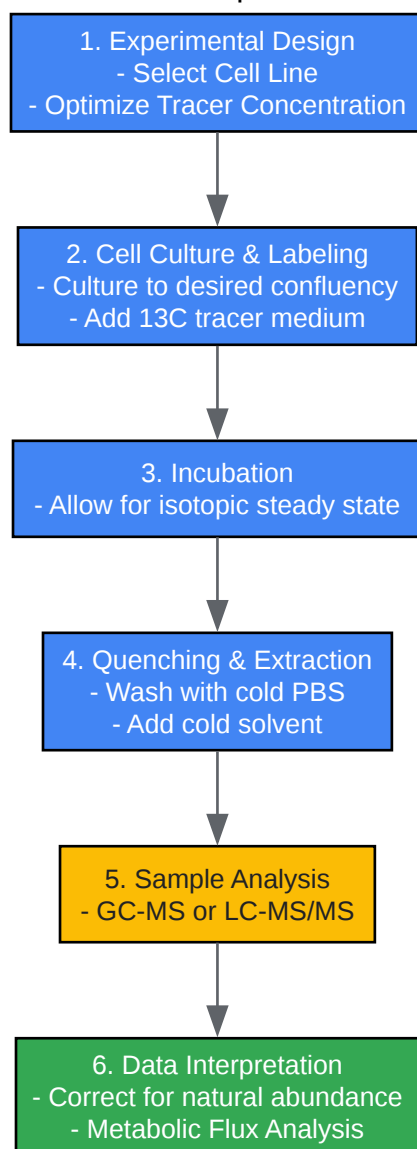 1. Experimental Design
- Select Cell Line
- Optimize Tracer Concentration
2. Cell Culture & Labeling
- Culture to desired confluency
- Add 13C tracer medium
3. Incubation
- Allow for isotopic steady state
4. Quenching & Extraction
- Wash with cold PBS
- Add cold solvent
5. Sample Analysis
- GC-MS or LC-MS/MS
6. Data Interpretation
- Correct for natural abundance
- Metabolic Flux Analysis